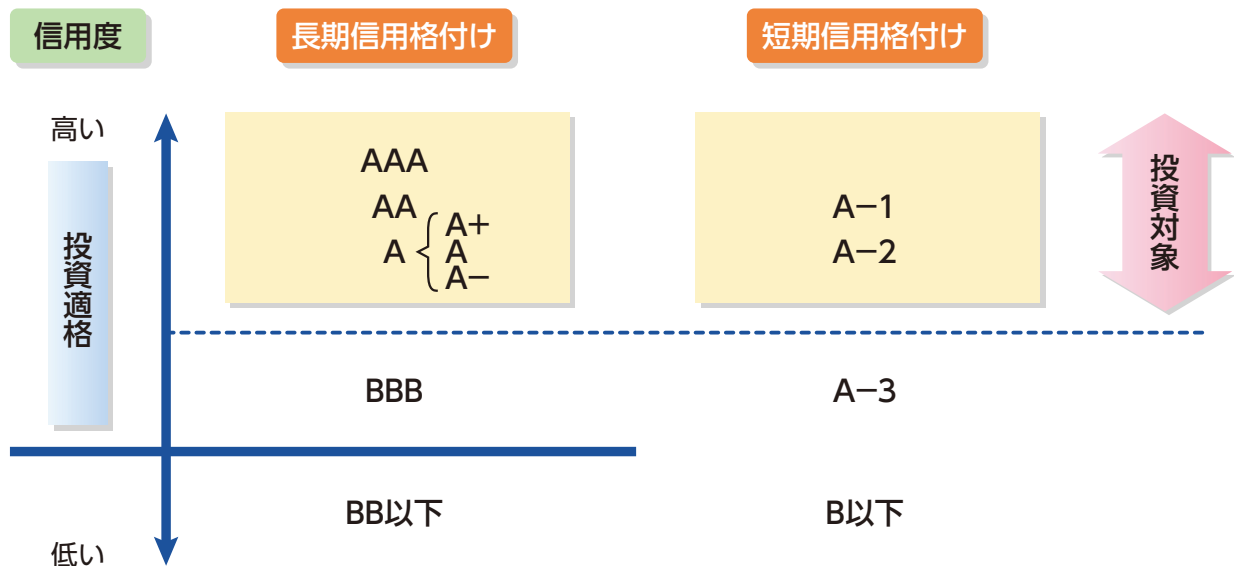 信用度
長期信用格付け
短期信用格付け
高い
投資適格
AAA
AA
A
A+
A
A−
A−1
A−2
投資対象
BBB
A−3
BB以下
B以下
低い